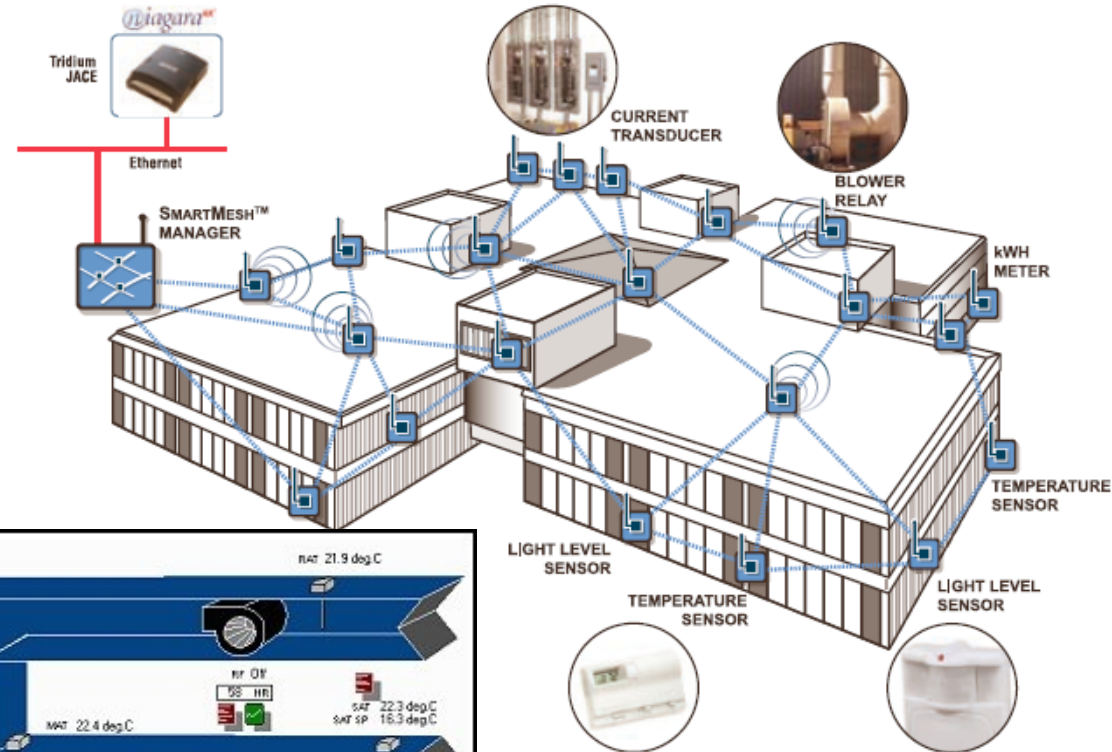 Niagara AX
Tridium
JACE
Ethernet
SMARTMESH™
MANAGER
CURRENT
TRANSDUCER
BLOWER
RELAY
kWH
METER
TEMPERATURE
SENSOR
LIGHT LEVEL
SENSOR
TEMPERATURE
SENSOR
LIGHT LEVEL
SENSOR
RAT 21.9 deg.C
RF Off
58 HR
SAT 22.3 deg.C
SAT SP 16.3 deg.C
MAT 22.4 deg.C